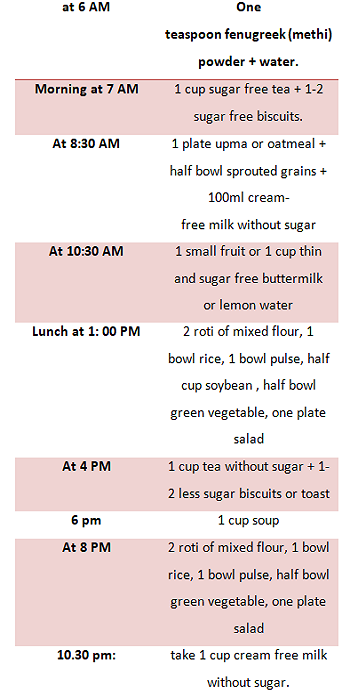 at 6 AM One
teaspoon fenugreek (methi)
powder + water.
Morning at 7 AM 1 cup sugar free tea + 1-2
sugar free biscuits.
At 8:30 AM 1 plate upma or oatmeal +
half bowl sprouted grains +
100ml cream-
free milk without sugar
At 10:30 AM 1 small fruit or 1 cup thin
and sugar free buttermilk
or lemon water
Lunch at 1: 00 PM 2 roti of mixed flour, 1
bowl rice, 1 bowl pulse, half
cup soybean , half bowl
green vegetable, one plate
salad
At 4 PM 1 cup tea without sugar + 1-
2 less sugar biscuits or toast
6 pm 1 cup soup
At 8 PM 2 roti of mixed flour, 1 bowl
rice, 1 bowl pulse, half bowl
green vegetable, one plate
salad
10.30 pm: take 1 cup cream free milk
without sugar.